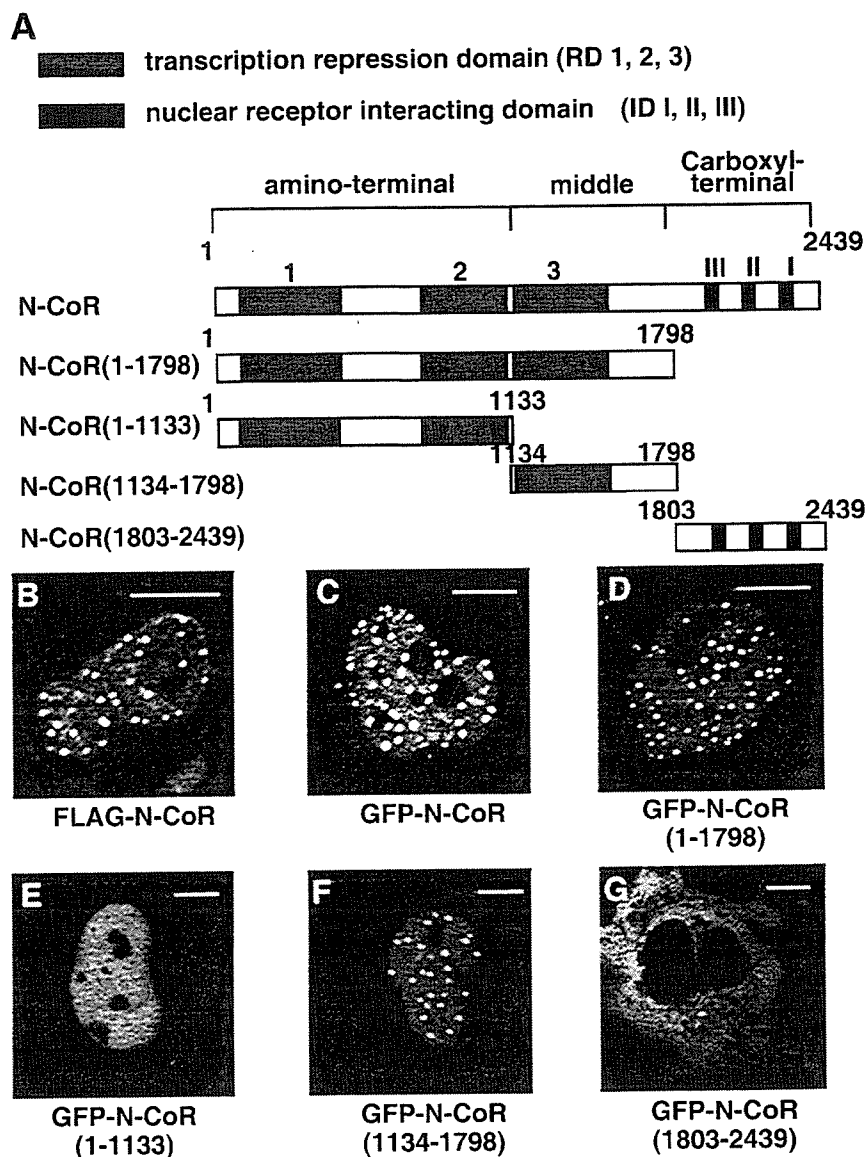 A
transcription repression domain (RD 1, 2, 3)
nuclear receptor interacting domain (ID I, II, III)
amino-terminal
middle
Carboxyl-
terminal
1
2439
1 2 3 III II I
N-CoR
1
1798
N-CoR(1-1798)
1
1133
N-CoR(1-1133)
1134
1798
N-CoR(1134-1798)
1803
2439
N-CoR(1803-2439)
B
FLAG-N-CoR
C
GFP-N-CoR
D
GFP-N-CoR
(1-1798)
E
GFP-N-CoR
(1-1133)
F
GFP-N-CoR
(1134-1798)
G
GFP-N-CoR
(1803-2439)